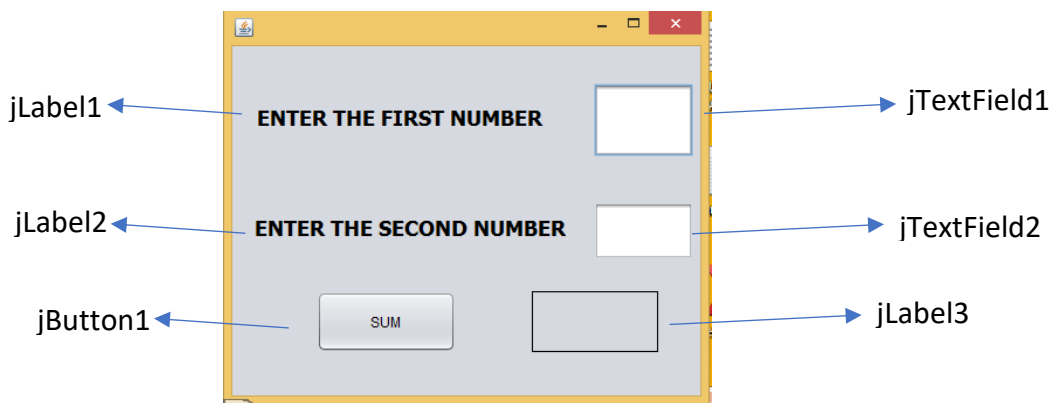 jLabel1
ENTER THE FIRST NUMBER
jTextField1
jLabel2
ENTER THE SECOND NUMBER
jTextField2
jButton1
SUM
jLabel3